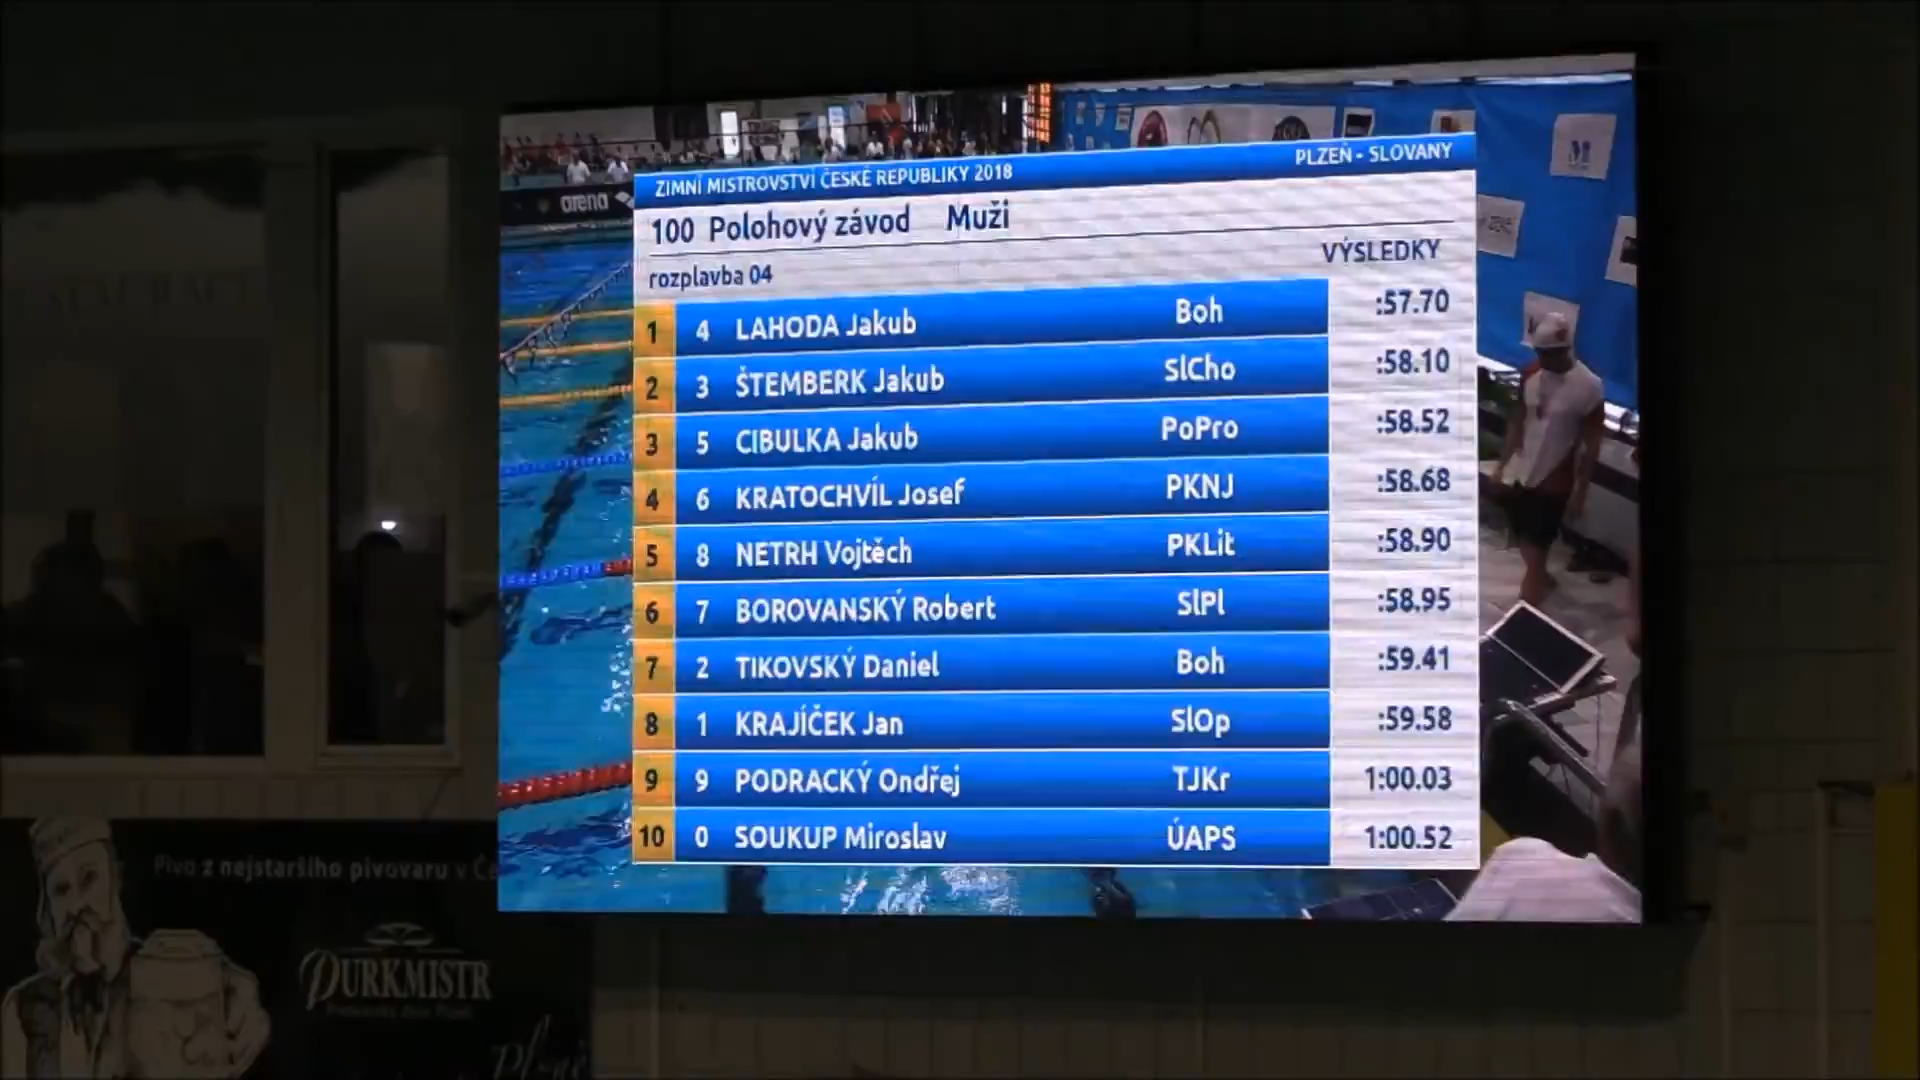 arena
ZIMNÍ MISTROVSTVÍ ČESKÉ REPUBLIKY 2018 PLZEŇ - SLOVANY
100 Polohový závod Muži
VÝSLEDKY
rozplavba 04
1 4 LAHODA Jakub Boh :57.70
2 3 ŠTEMBERK Jakub SlCho :58.10
3 5 CIBULKA Jakub PoPro :58.52
4 6 KRATOCHVÍL Josef PKNJ :58.68
5 8 NETRH Vojtěch PKLit :58.90
6 7 BOROVANSKÝ Robert SlPl :58.95
7 2 TIKOVSKÝ Daniel Boh :59.41
8 1 KRAJÍČEK Jan SlOp :59.58
9 9 PODRACKÝ Ondřej TJKr 1:00.03
10 0 SOUKUP Miroslav ÚAPS 1:00.52
Pivo z nejstaršího pivovaru v Če
PURKMISTR